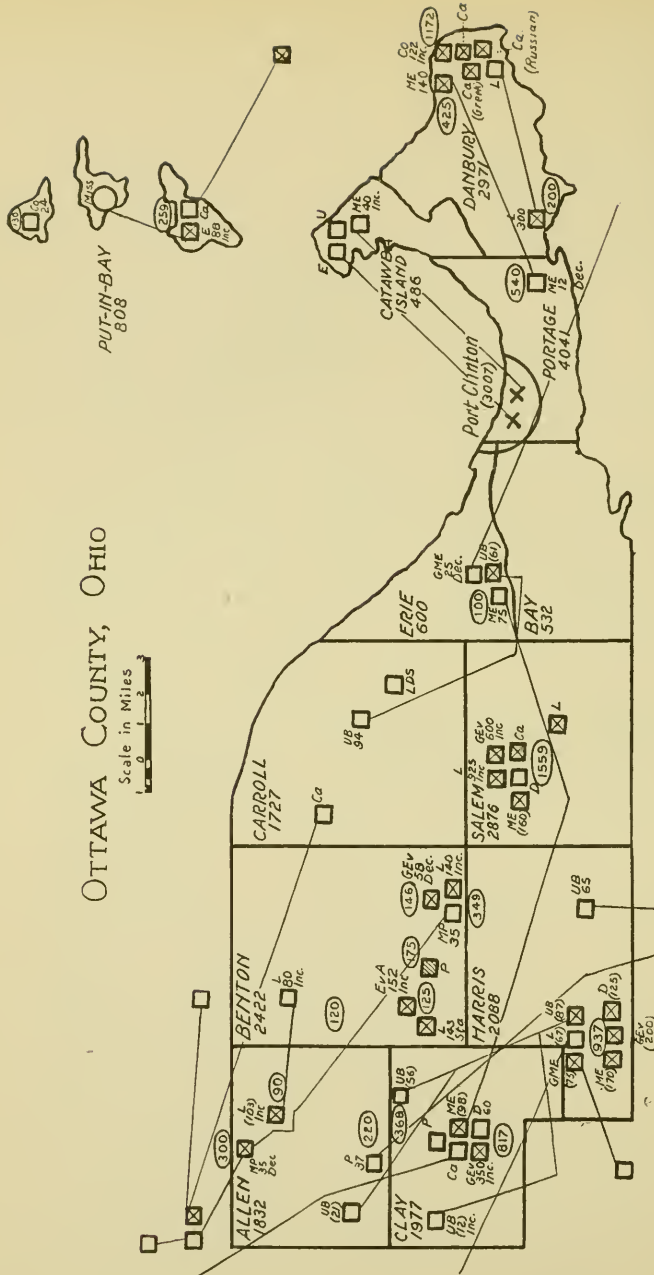 OTTAWA COUNTY, OHIO
Scale in Miles
1 0 1 2 3
PUT-IN-BAY
808
130
Co
24
Miss
259
E
88
Inc
Ca
CATAWBA
ISLAND
486
E
U
ME
40
Inc.
DANBURY
2971
425
ME
140
Co
122
Inc.
1172
Ca
Ca
(Greek)
Ca
(Russian)
L
L
300
200
540
ME
12
Dec.
PORTAGE
4041
Port Clinton
(3007)
X X
ERIE
600
GME
25
Dec.
UB
(61)
100
ME
75
BAY
532
CARROLL
1727
Ca
UB
94
LDS
SALEM
2876
L
925
Inc
GEv
600
Inc
Ca
ME
(160)
D
1559
L
BENTON
2422
L
80
Inc.
120
EvA
152
Inc
125
L
143
Sta
175
P
146
GEv
58
Dec.
MP
35
L
140
Inc.
349
HARRIS
2088
UB
65
ALLEN
1832
300
MP
35
Dec
L
(103)
Inc
90
P
37
220
UB
(21)
CLAY
1977
368
UB
(56)
P
Ca
ME
(98)
GEv
350
Inc.
D
60
817
UB
(12)
Inc.
GME
(75)
L
(67)
UB
(87)
937
ME
(170)
GEv
(200)
D
(125)